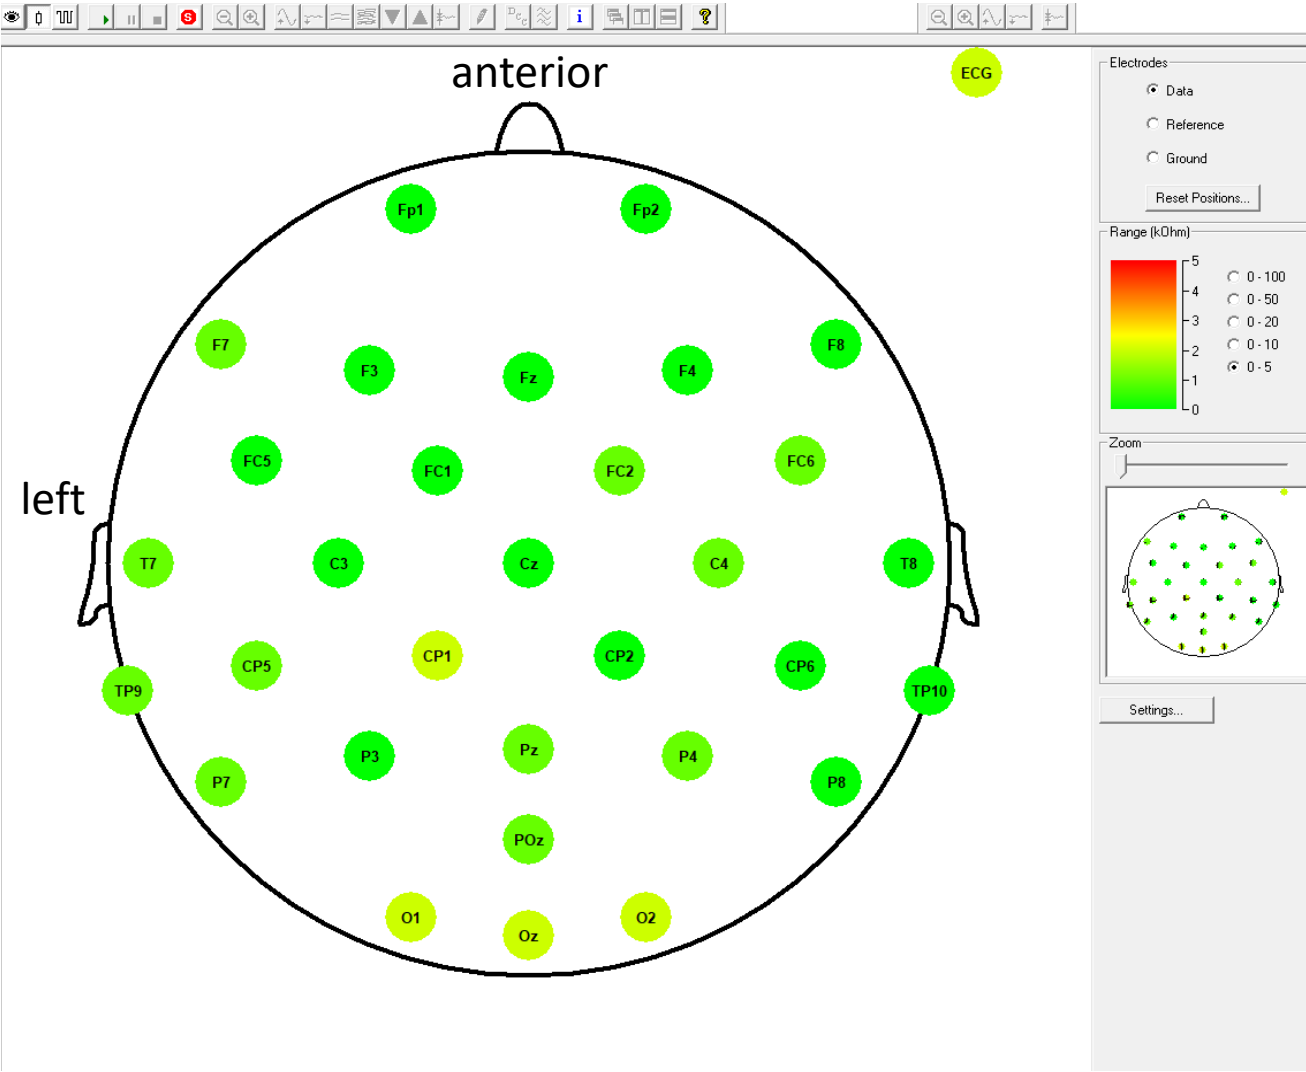 anterior
ECG
Electrodes
Data
Reference
Ground
Reset Positions...
Fp1 Fp2
Range (kOhm)
5
4
3
2
1
0
0 - 100
0 - 50
0 - 20
0 - 10
0 - 5
F7 F3 Fz F4 F8
FC5 FC1 FC2 FC6
Zoom
left
T7 C3 Cz C4 T8
CP5 CP1 CP2 CP6
TP9 TP10
Settings...
P7 P3 Pz P4 P8
POz
O1 Oz O2